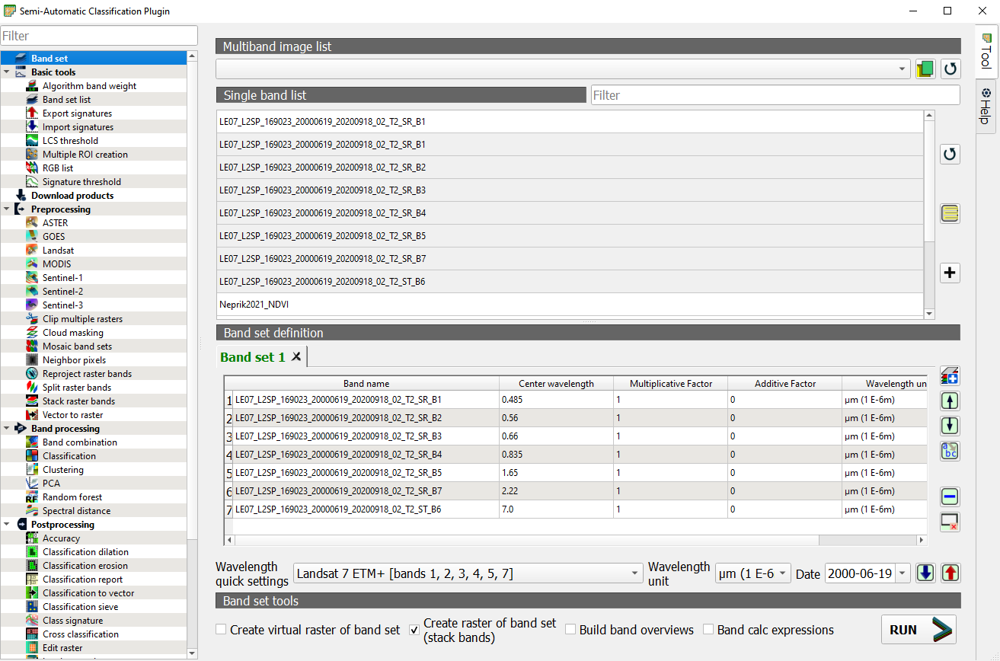 Semi-Automatic Classification Plugin
Filter
Band set
Basic tools
Algorithm band weight
Band set list
Export signatures
Import signatures
LCS threshold
Multiple ROI creation
RGB list
Signature threshold
Download products
Preprocessing
ASTER
GOES
Landsat
MODIS
Sentinel-1
Sentinel-2
Sentinel-3
Clip multiple rasters
Cloud masking
Mosaic band sets
Neighbor pixels
Reproject raster bands
Split raster bands
Stack raster bands
Vector to raster
Band processing
Band combination
Classification
Clustering
PCA
Random forest
Spectral distance
Postprocessing
Accuracy
Classification dilation
Classification erosion
Classification report
Classification to vector
Classification sieve
Class signature
Cross classification
Edit raster
Multiband image list
Single band list
Filter
LE07_L2SP_169023_20000619_20200918_02_T2_SR_B1
LE07_L2SP_169023_20000619_20200918_02_T2_SR_B1
LE07_L2SP_169023_20000619_20200918_02_T2_SR_B2
LE07_L2SP_169023_20000619_20200918_02_T2_SR_B3
LE07_L2SP_169023_20000619_20200918_02_T2_SR_B4
LE07_L2SP_169023_20000619_20200918_02_T2_SR_B5
LE07_L2SP_169023_20000619_20200918_02_T2_SR_B7
LE07_L2SP_169023_20000619_20200918_02_T2_ST_B6
Neprik2021_NDVI
Band set definition
Band set 1
Band name Center wavelength Multiplicative Factor Additive Factor Wavelength un
1 LE07_L2SP_169023_20000619_20200918_02_T2_SR_B1 0.485 1 0 µm (1 E-6m)
2 LE07_L2SP_169023_20000619_20200918_02_T2_SR_B2 0.56 1 0 µm (1 E-6m)
3 LE07_L2SP_169023_20000619_20200918_02_T2_SR_B3 0.66 1 0 µm (1 E-6m)
4 LE07_L2SP_169023_20000619_20200918_02_T2_SR_B4 0.835 1 0 µm (1 E-6m)
5 LE07_L2SP_169023_20000619_20200918_02_T2_SR_B5 1.65 1 0 µm (1 E-6m)
6 LE07_L2SP_169023_20000619_20200918_02_T2_SR_B7 2.22 1 0 µm (1 E-6m)
7 LE07_L2SP_169023_20000619_20200918_02_T2_ST_B6 7.0 1 0 µm (1 E-6m)
Wavelength
quick settings
Landsat 7 ETM+ [bands 1, 2, 3, 4, 5, 7]
Wavelength
unit
µm (1 E-6
Date
2000-06-19
Band set tools
Create virtual raster of band set
Create raster of band set
(stack bands)
Build band overviews
Band calc expressions
RUN
Tool
Help